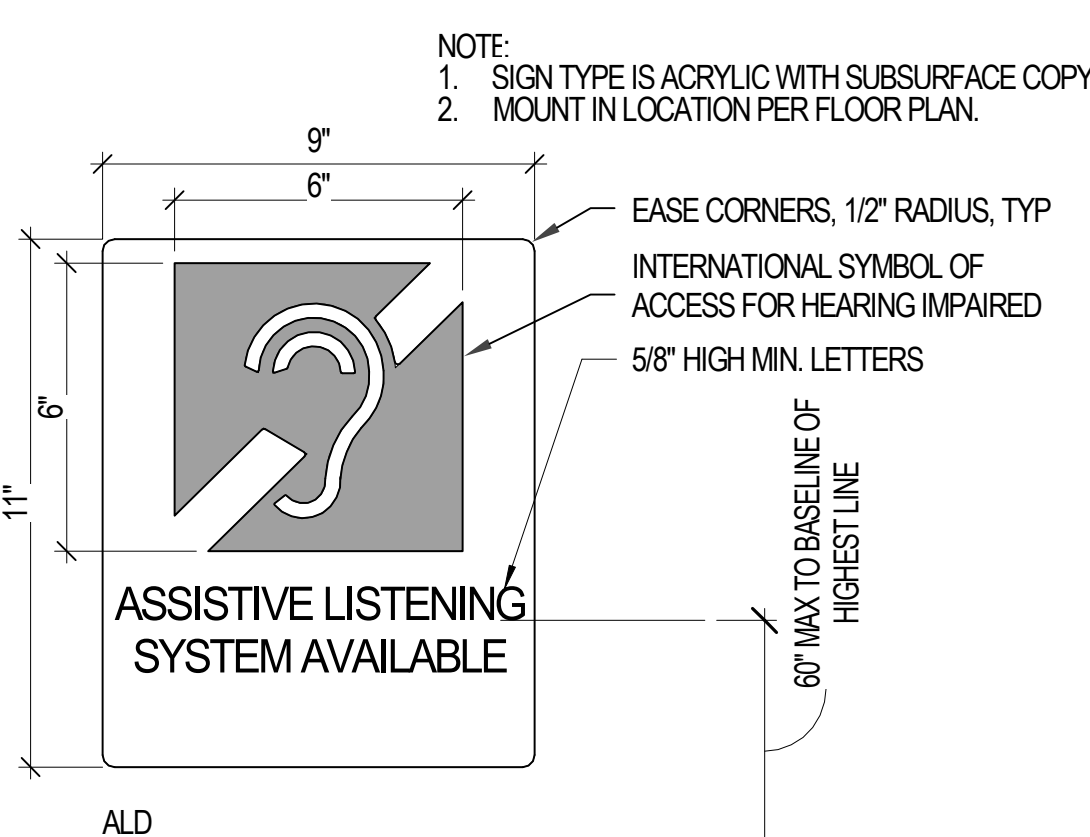 NOTE:
1. SIGN TYPE IS ACRYLIC WITH SUBSURFACE COPY
2. MOUNT IN LOCATION PER FLOOR PLAN.
9"
6"
EASE CORNERS, 1/2" RADIUS, TYP
INTERNATIONAL SYMBOL OF
ACCESS FOR HEARING IMPAIRED
5/8" HIGH MIN. LETTERS
6"
11"
60" MAX TO BASELINE OF
HIGHEST LINE
ASSISTIVE LISTENING
SYSTEM AVAILABLE
ALD